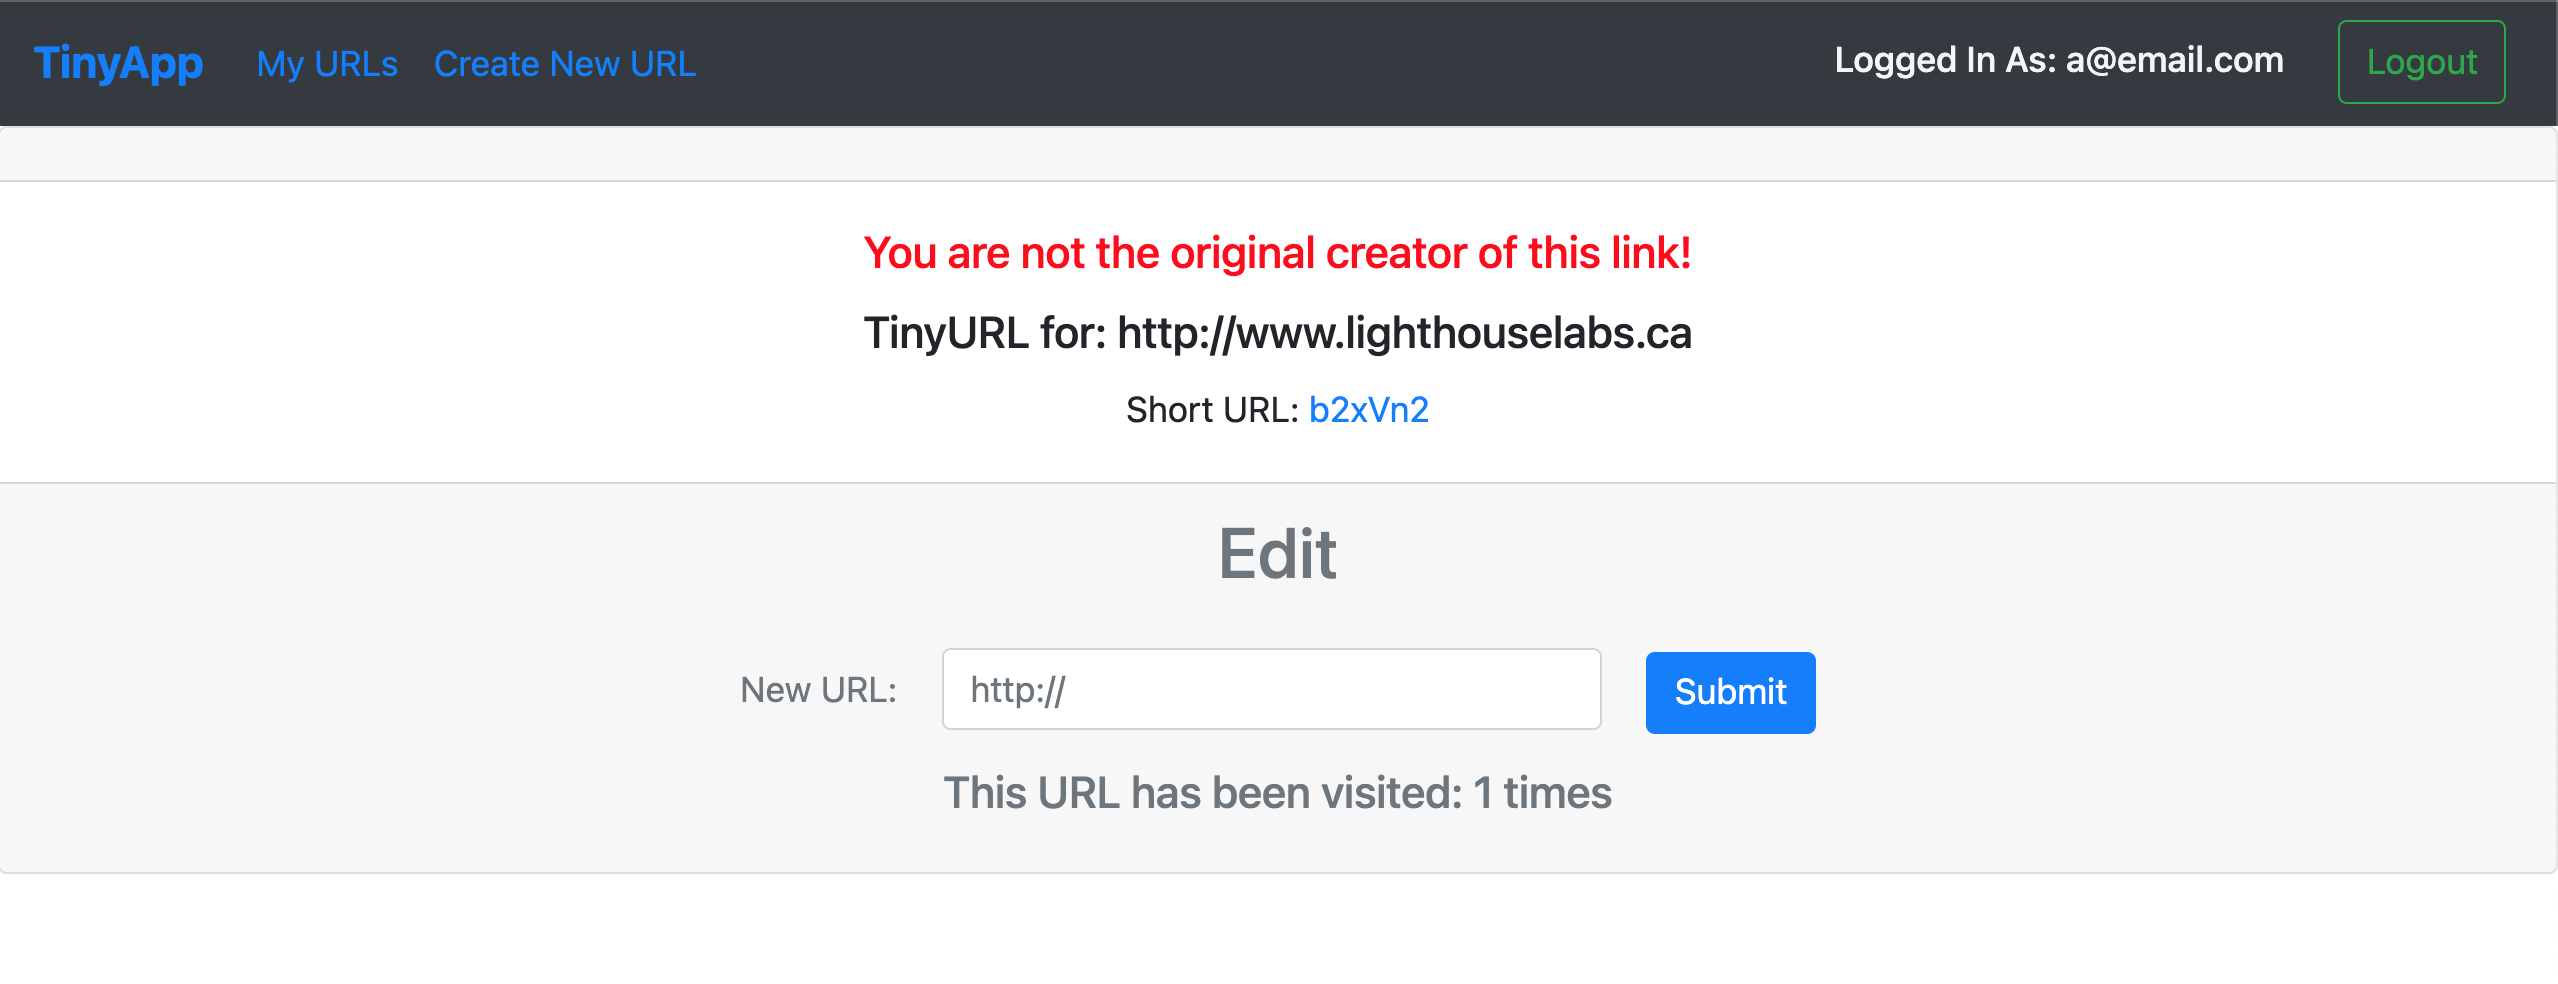 TinyApp My URLs Create New URL Logged In As: a@email.com Logout
You are not the original creator of this link!
TinyURL for: http://www.lighthouselabs.ca
Short URL: b2xVn2
Edit
New URL: http:// Submit
This URL has been visited: 1 times